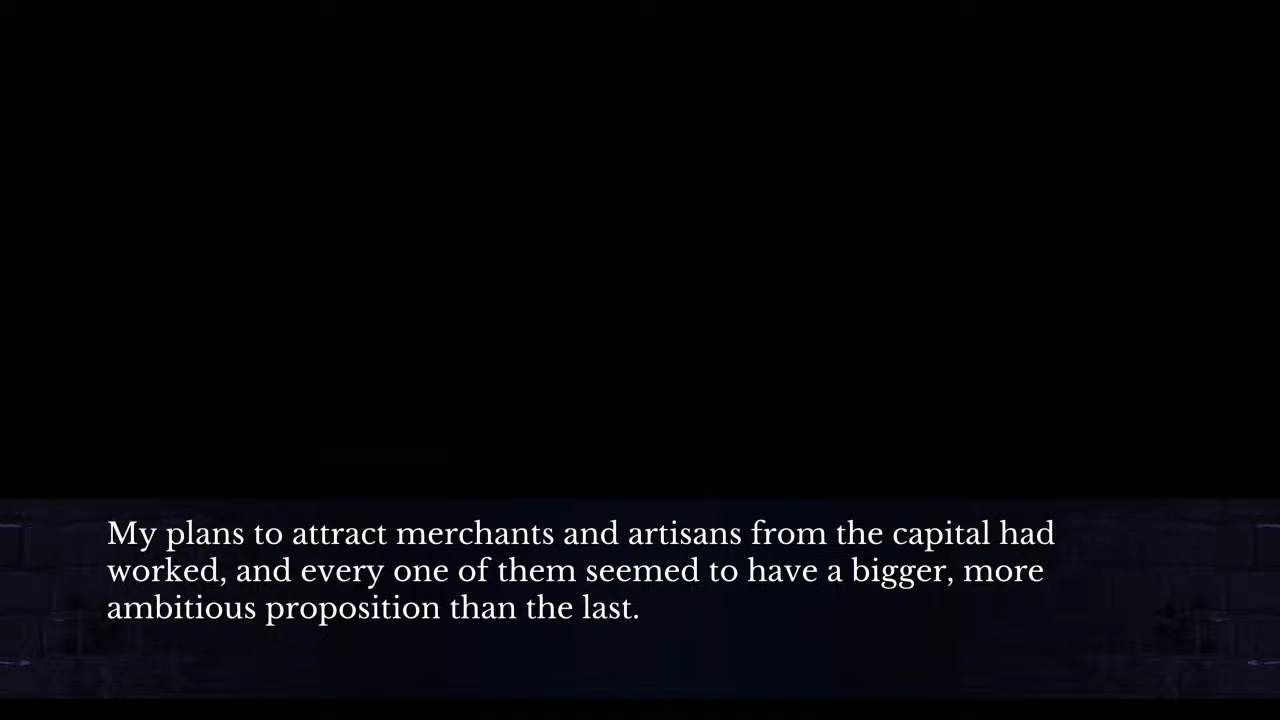 My plans to attract merchants and artisans from the capital had
worked, and every one of them seemed to have a bigger, more
ambitious proposition than the last.